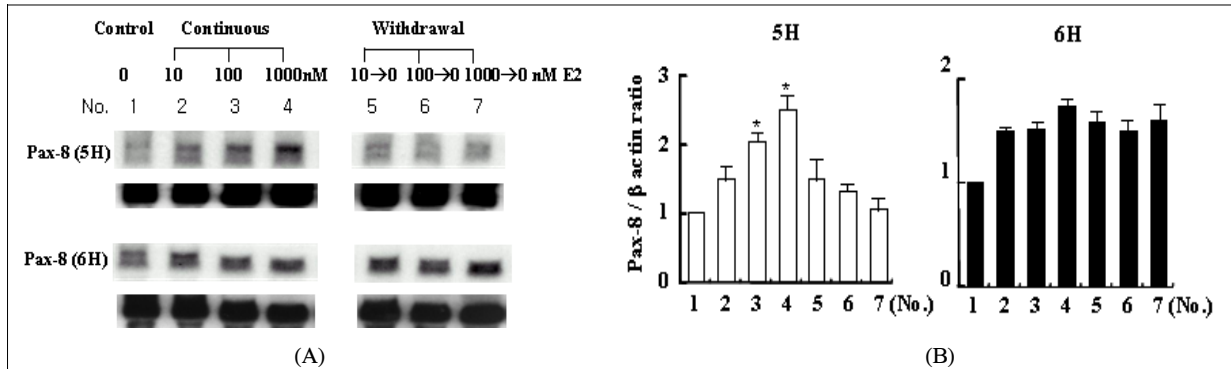 Control Continuous Withdrawal
0 10 100 1000nM 10→0 100→0 1000→0 nM E2
No. 1 2 3 4 5 6 7
Pax-8 (5H)
Pax-8 (6H)
(A)
5H
Pax-8 / β actin ratio
3
2
1
0
* *
1 2 3 4 5 6 7 (No.)
6H
2
1
0
1 2 3 4 5 6 7 (No.)
(B)